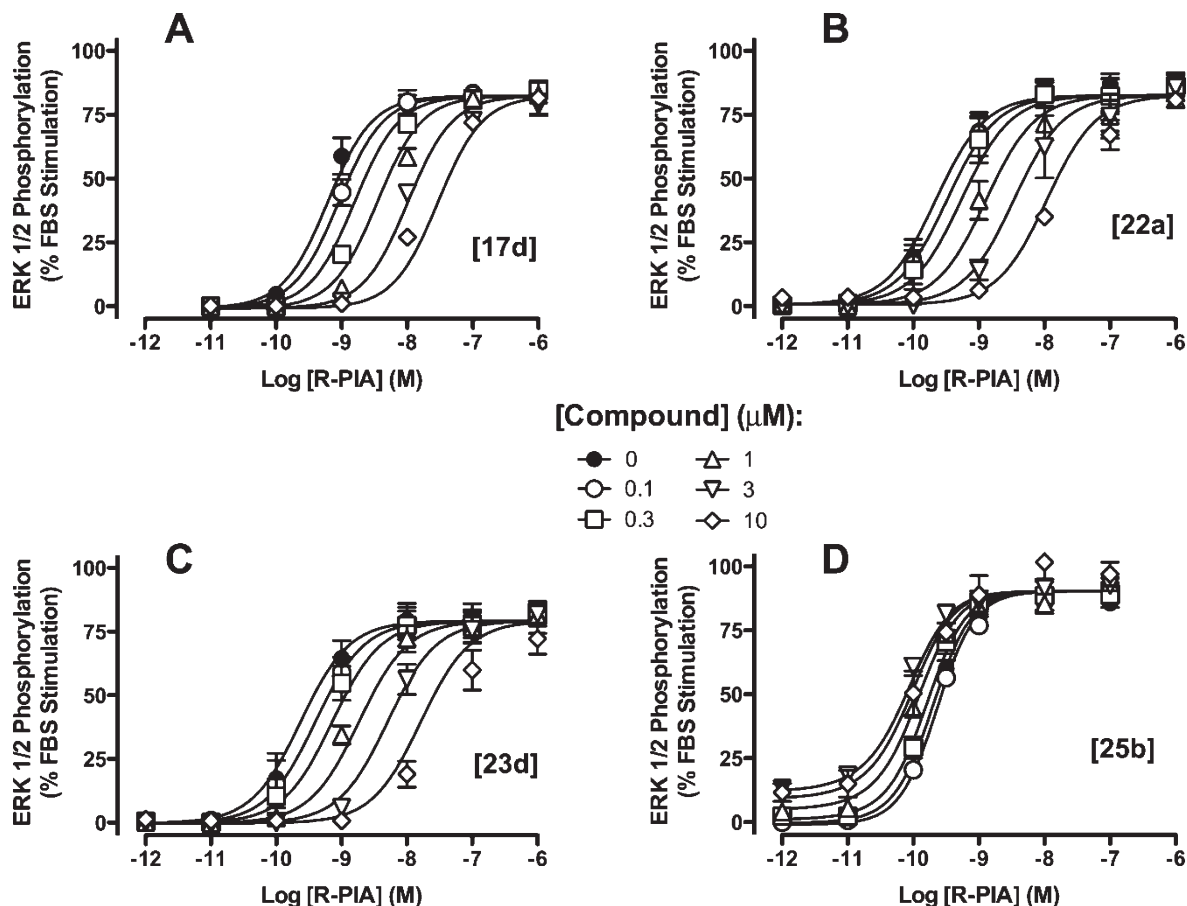 A
ERK 1/2 Phosphorylation
(% FBS Stimulation)
100
75
50
25
0
[17d]
-12 -11 -10 -9 -8 -7 -6
Log [R-PIA] (M)
B
ERK 1/2 Phosphorylation
(% FBS Stimulation)
100
75
50
25
0
[22a]
-12 -11 -10 -9 -8 -7 -6
Log [R-PIA] (M)
[Compound] (μM):
0 1
0.1 3
0.3 10
C
ERK 1/2 Phosphorylation
(% FBS Stimulation)
100
75
50
25
0
[23d]
-12 -11 -10 -9 -8 -7 -6
Log [R-PIA] (M)
D
ERK 1/2 Phosphorylation
(% FBS Stimulation)
100
75
50
25
0
[25b]
-12 -11 -10 -9 -8 -7 -6
Log [R-PIA] (M)